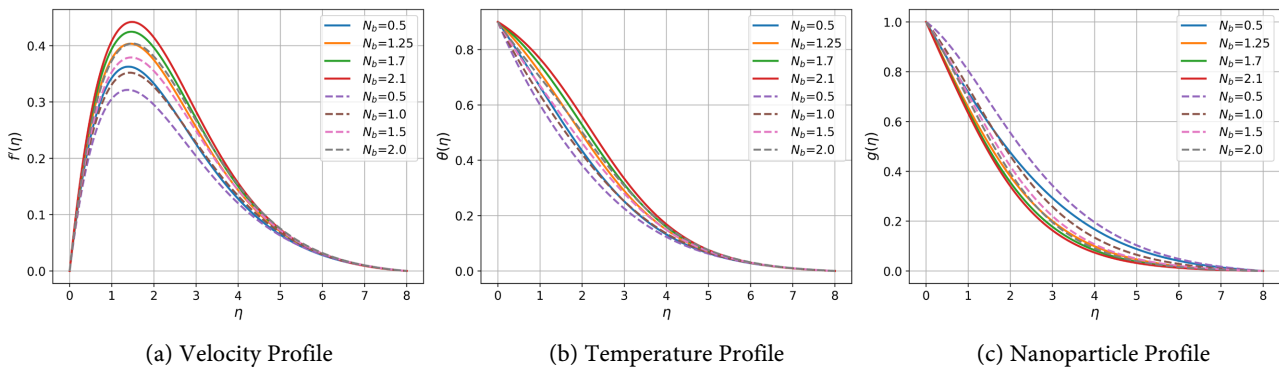 f'(η)
0.4
0.3
0.2
0.1
0.0
0 1 2 3 4 5 6 7 8
η
N_b=0.5
N_b=1.25
N_b=1.7
N_b=2.1
N_b=0.5
N_b=1.0
N_b=1.5
N_b=2.0
(a) Velocity Profile
θ(η)
0.8
0.6
0.4
0.2
0.0
0 1 2 3 4 5 6 7 8
η
N_b=0.5
N_b=1.25
N_b=1.7
N_b=2.1
N_b=0.5
N_b=1.0
N_b=1.5
N_b=2.0
(b) Temperature Profile
g(η)
1.0
0.8
0.6
0.4
0.2
0.0
0 1 2 3 4 5 6 7 8
η
N_b=0.5
N_b=1.25
N_b=1.7
N_b=2.1
N_b=0.5
N_b=1.0
N_b=1.5
N_b=2.0
(c) Nanoparticle Profile